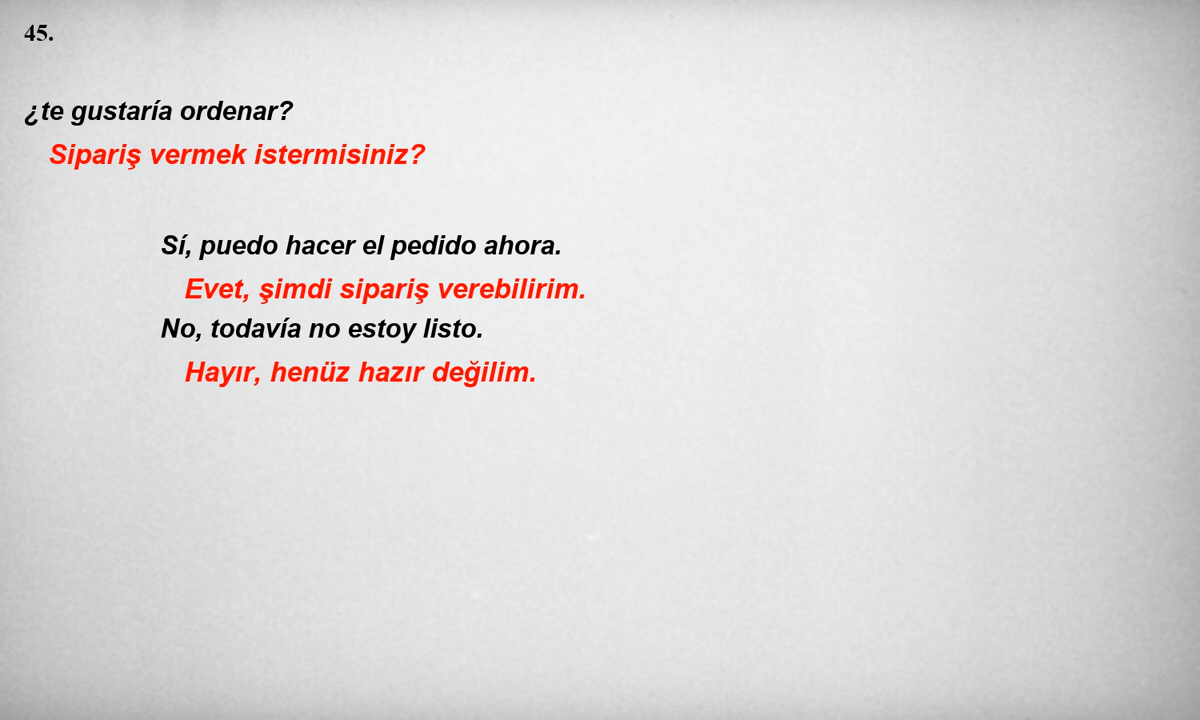 45.
¿te gustaría ordenar?
Sipariş vermek istermisiniz?
Sí, puedo hacer el pedido ahora.
Evet, şimdi sipariş verebilirim.
No, todavía no estoy listo.
Hayır, henüz hazır değilim.